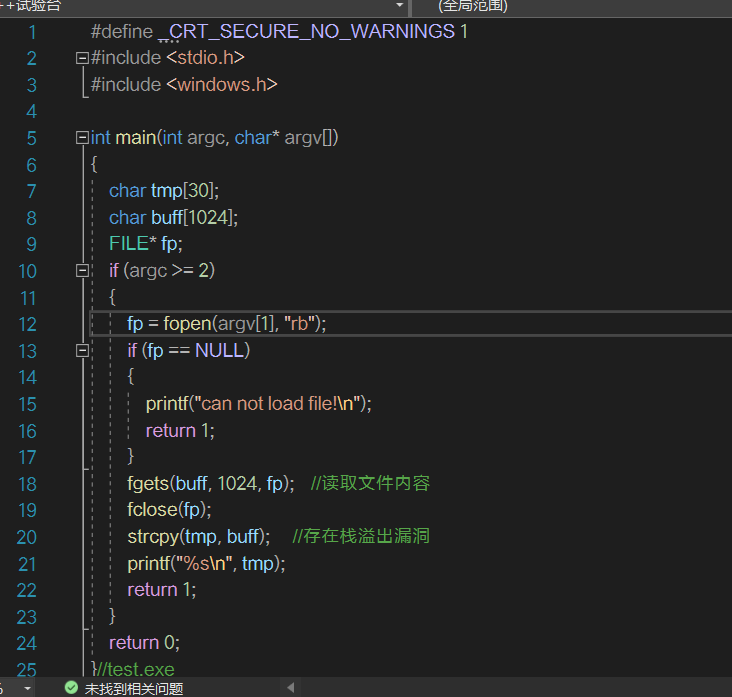 ++试验台 (全局范围)
1 #define _CRT_SECURE_NO_WARNINGS 1
2 #include <stdio.h>
3 #include <windows.h>
4
5 int main(int argc, char* argv[])
6 {
7 char tmp[30];
8 char buff[1024];
9 FILE* fp;
10 if (argc >= 2)
11 {
12 fp = fopen(argv[1], "rb");
13 if (fp == NULL)
14 {
15 printf("can not load file!\n");
16 return 1;
17 }
18 fgets(buff, 1024, fp); //读取文件内容
19 fclose(fp);
20 strcpy(tmp, buff); //存在栈溢出漏洞
21 printf("%s\n", tmp);
22 return 1;
23 }
24 return 0;
25 }//test.exe
未找到相关问题